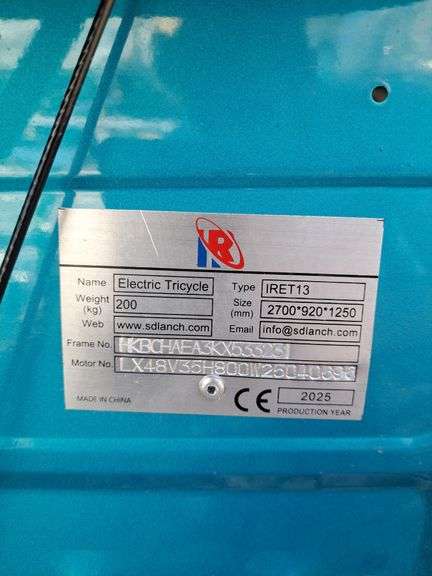 Name Electric Tricycle Type IRET13
Weight (kg) 200 Size (mm) 2700*920*1250
Web www.sdlanch.com Email info@sdlanch.com
Frame No.
Motor No.
MADE IN CHINA
2025
PRODUCTION YEAR